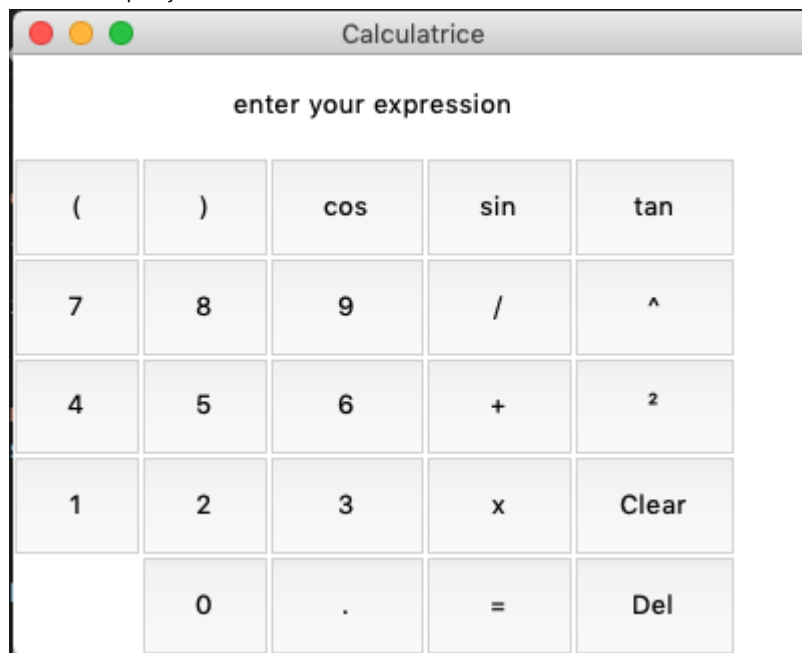 Calculatrice
enter your expression
( ) cos sin tan
7 8 9 / ^
4 5 6 + ²
1 2 3 x Clear
0 . = Del